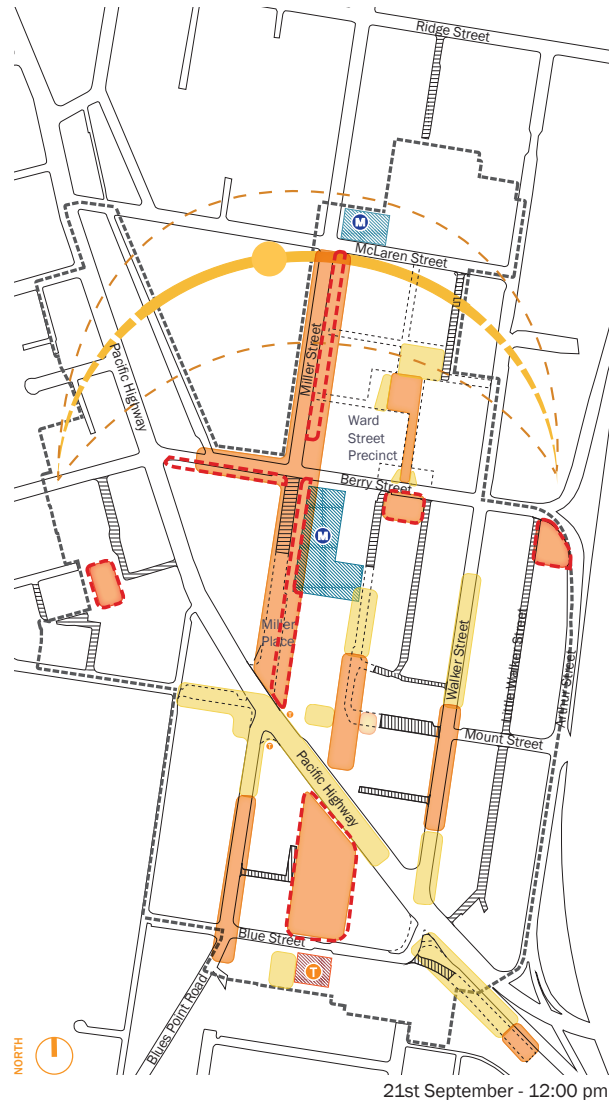 Ridge Street
M
McLaren Street
Miller Street
Pacific Highway
Ward
Street
Precinct
Berry Street
M
Miller
Place
Walker Street
Little Walker Street
Arthur Street
T
Mount Street
T
Pacific Highway
Blue Street
T
Blues Point Road
NORTH
21st September - 12:00 pm